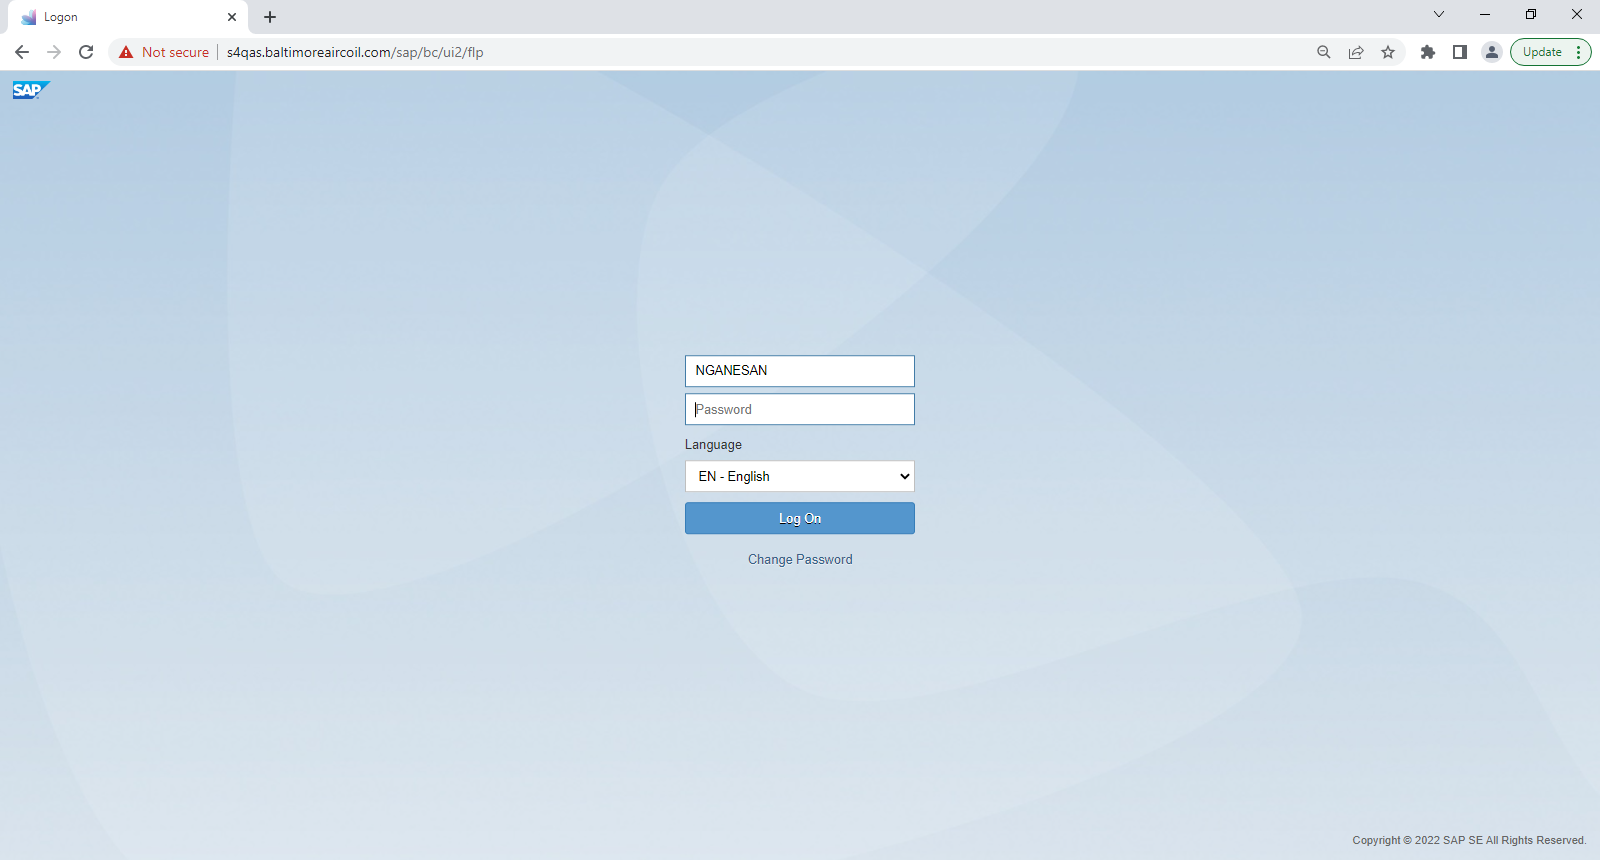 Logon
Not secure
s4qas.baltimoreaircoil.com/sap/bc/ui2/flp
Update
SAP
NGANESAN
Password
Language
EN - English
Log On
Change Password
Copyright © 2022 SAP SE All Rights Reserved.